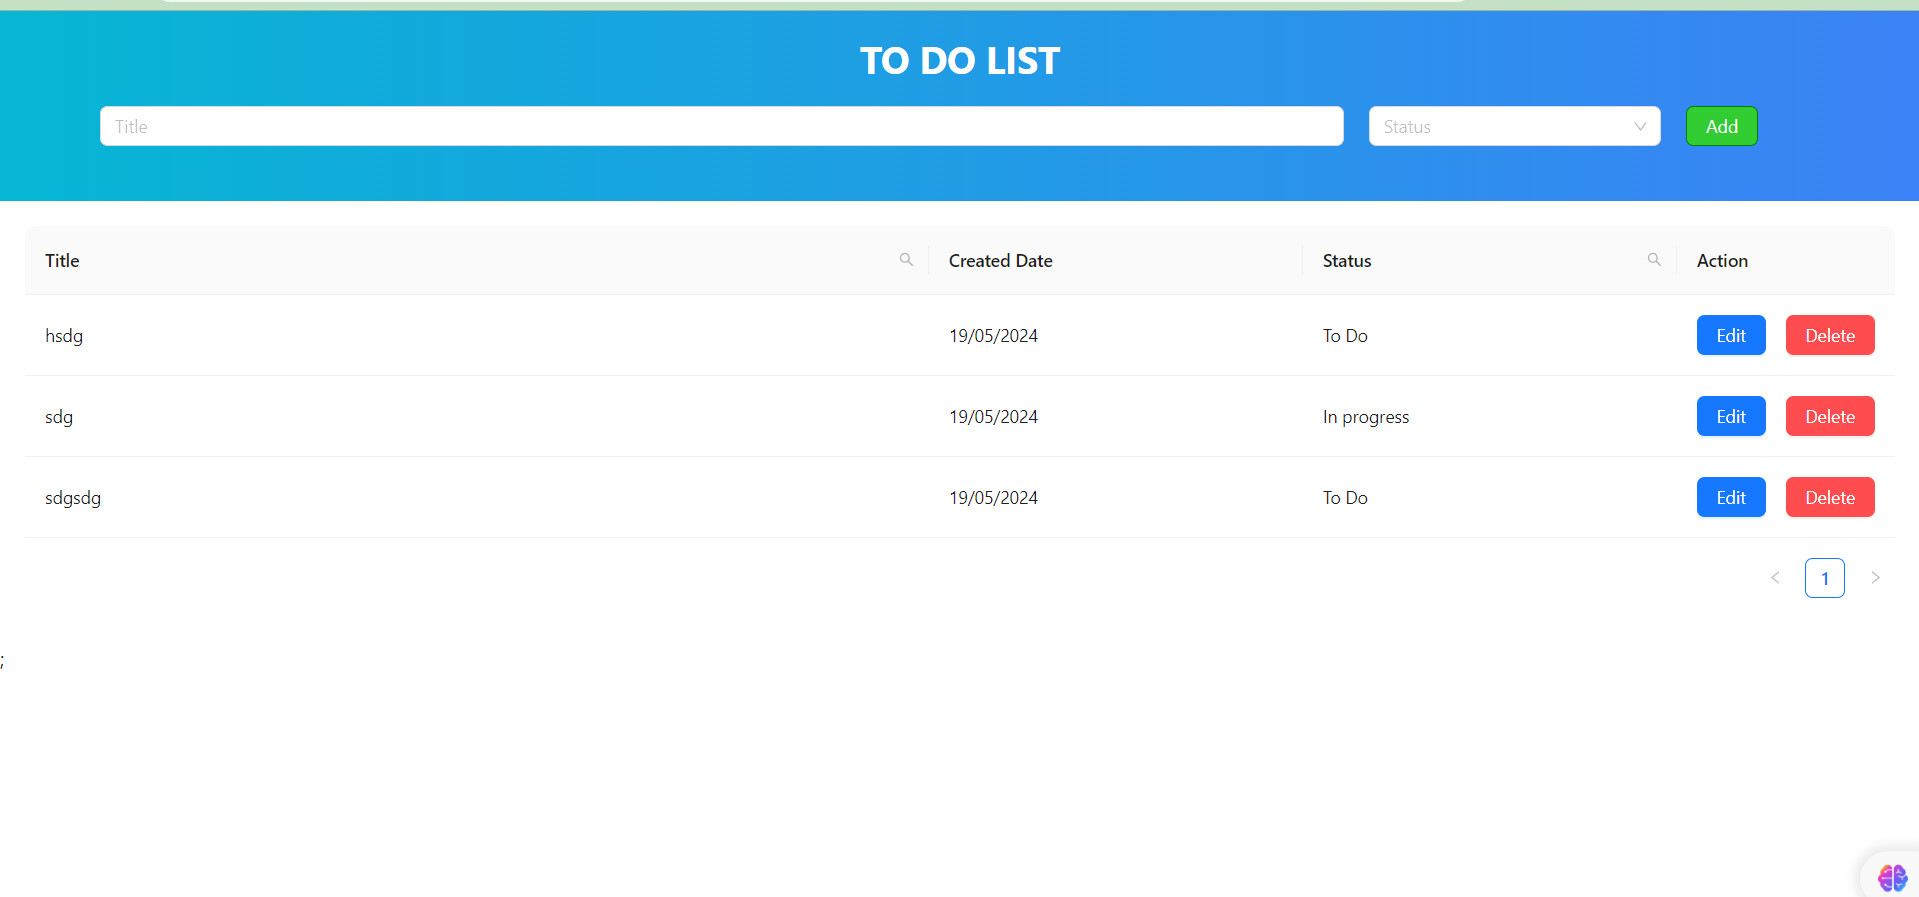 TO DO LIST
Title Status Add
Title Created Date Status Action
hsdg 19/05/2024 To Do Edit Delete
sdg 19/05/2024 In progress Edit Delete
sdgsdg 19/05/2024 To Do Edit Delete
< 1 >
;